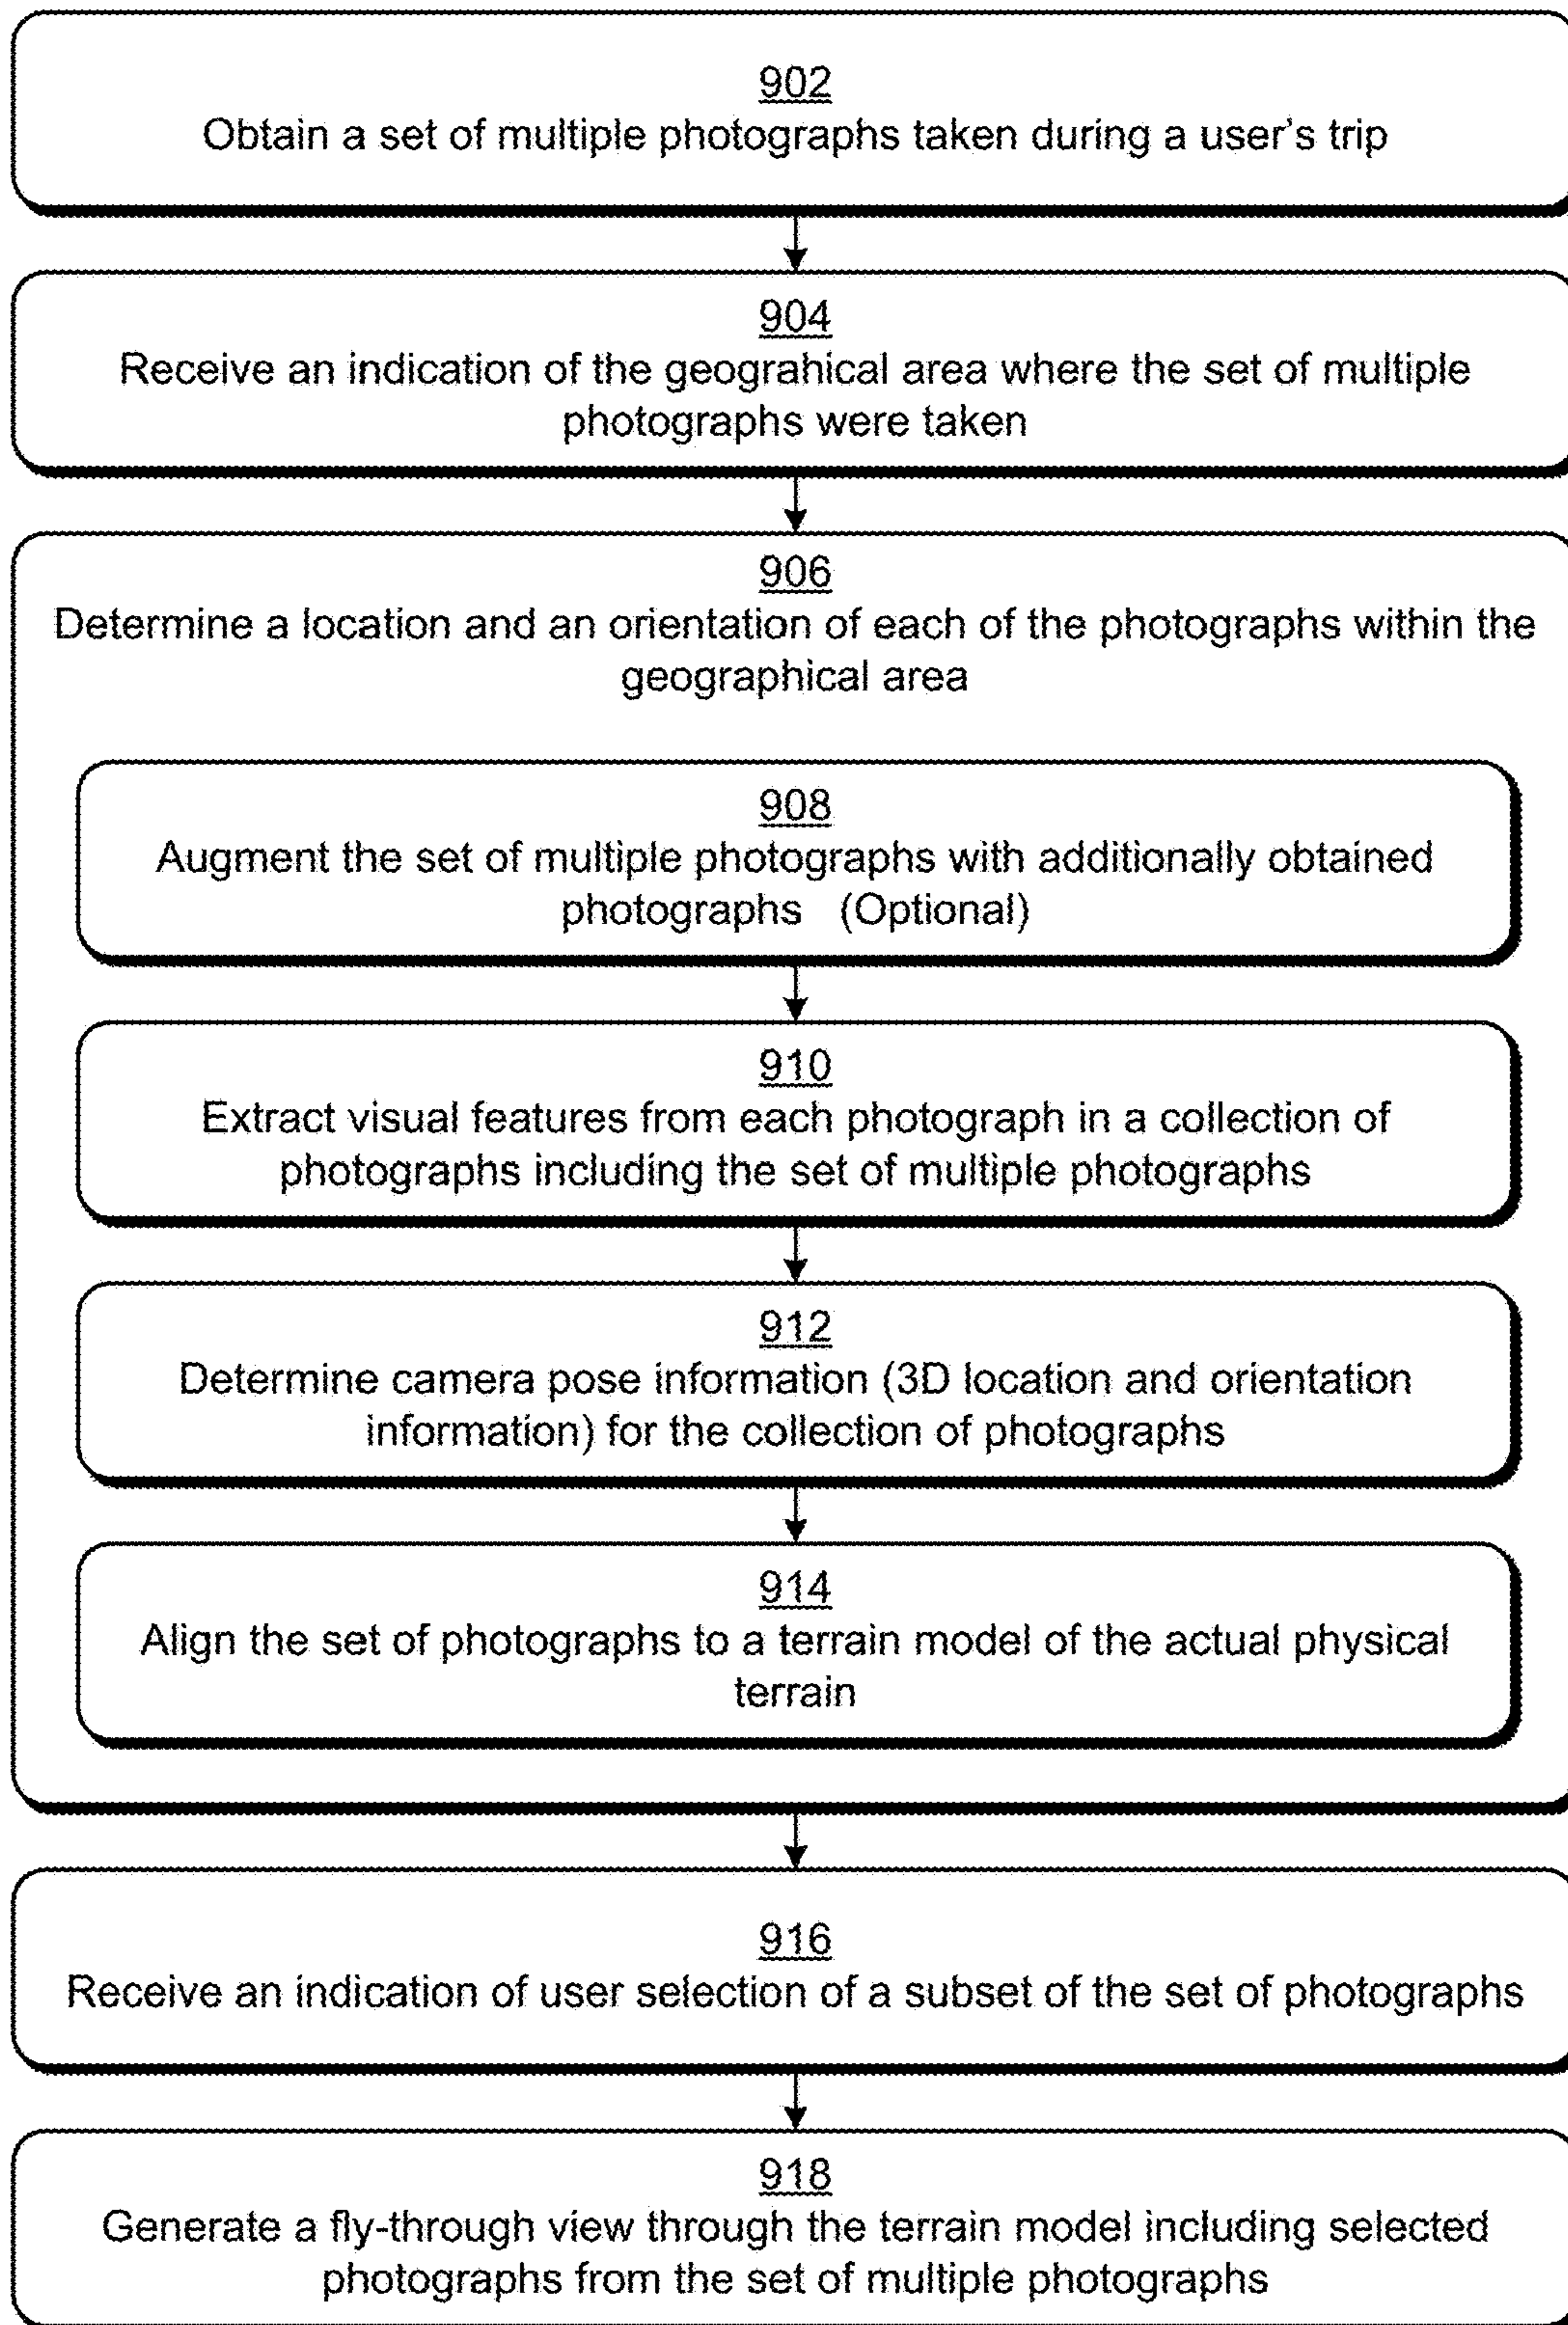 902
Obtain a set of multiple photographs taken during a user's trip
904
Receive an indication of the geograhical area where the set of multiple
photographs were taken
906
Determine a location and an orientation of each of the photographs within the
geographical area
908
Augment the set of multiple photographs with additionally obtained
photographs (Optional)
910
Extract visual features from each photograph in a collection of
photographs including the set of multiple photographs
912
Determine camera pose information (3D location and orientation
information) for the collection of photographs
914
Align the set of photographs to a terrain model of the actual physical
terrain
916
Receive an indication of user selection of a subset of the set of photographs
918
Generate a fly-through view through the terrain model including selected
photographs from the set of multiple photographs